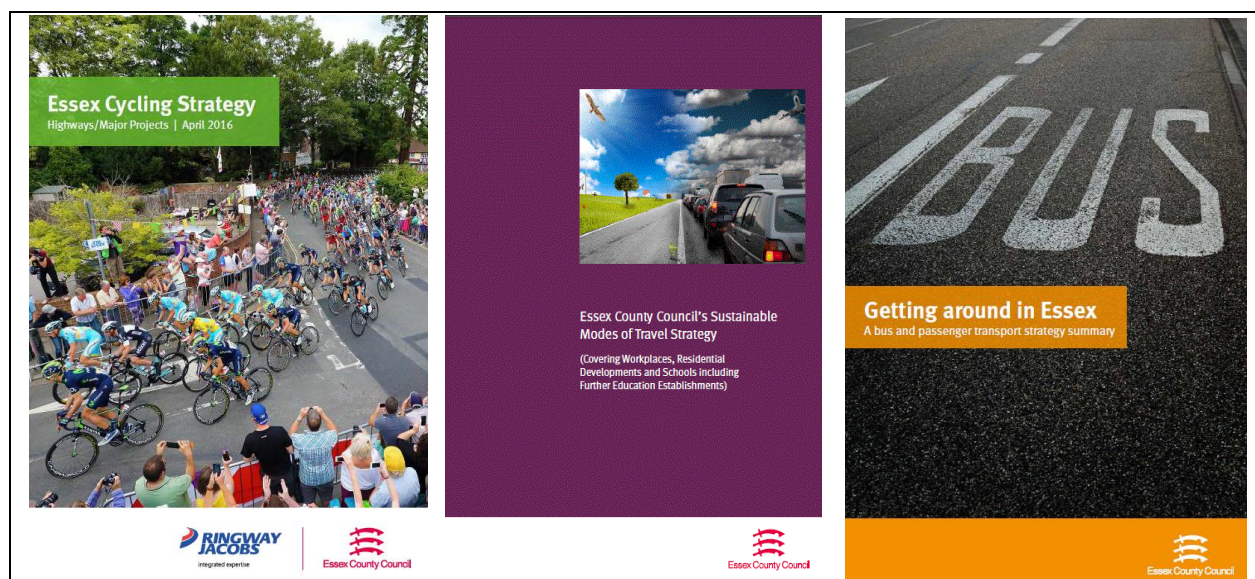 Essex Cycling Strategy
Highways/Major Projects | April 2016
RINGWAY
JACOBS
integrated expertise
Essex County Council
Essex County Council's Sustainable
Modes of Travel Strategy
(Covering Workplaces, Residential
Developments and Schools including
Further Education Establishments)
Essex County Council
BUS
Getting around in Essex
A bus and passenger transport strategy summary
Essex County Council